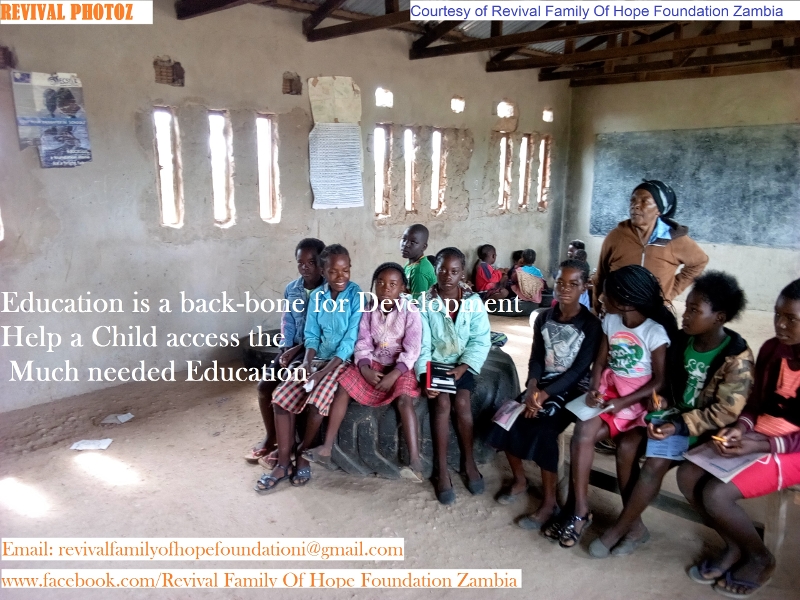 REVIVAL PHOTOZ
Courtesy of Revival Family Of Hope Foundation Zambia
Education is a back-bone for Development
Help a Child access the
Much needed Education
Email: revivalfamilyofhopefoundationi@gmail.com
www.facebook.com/Revival Family Of Hope Foundation Zambia